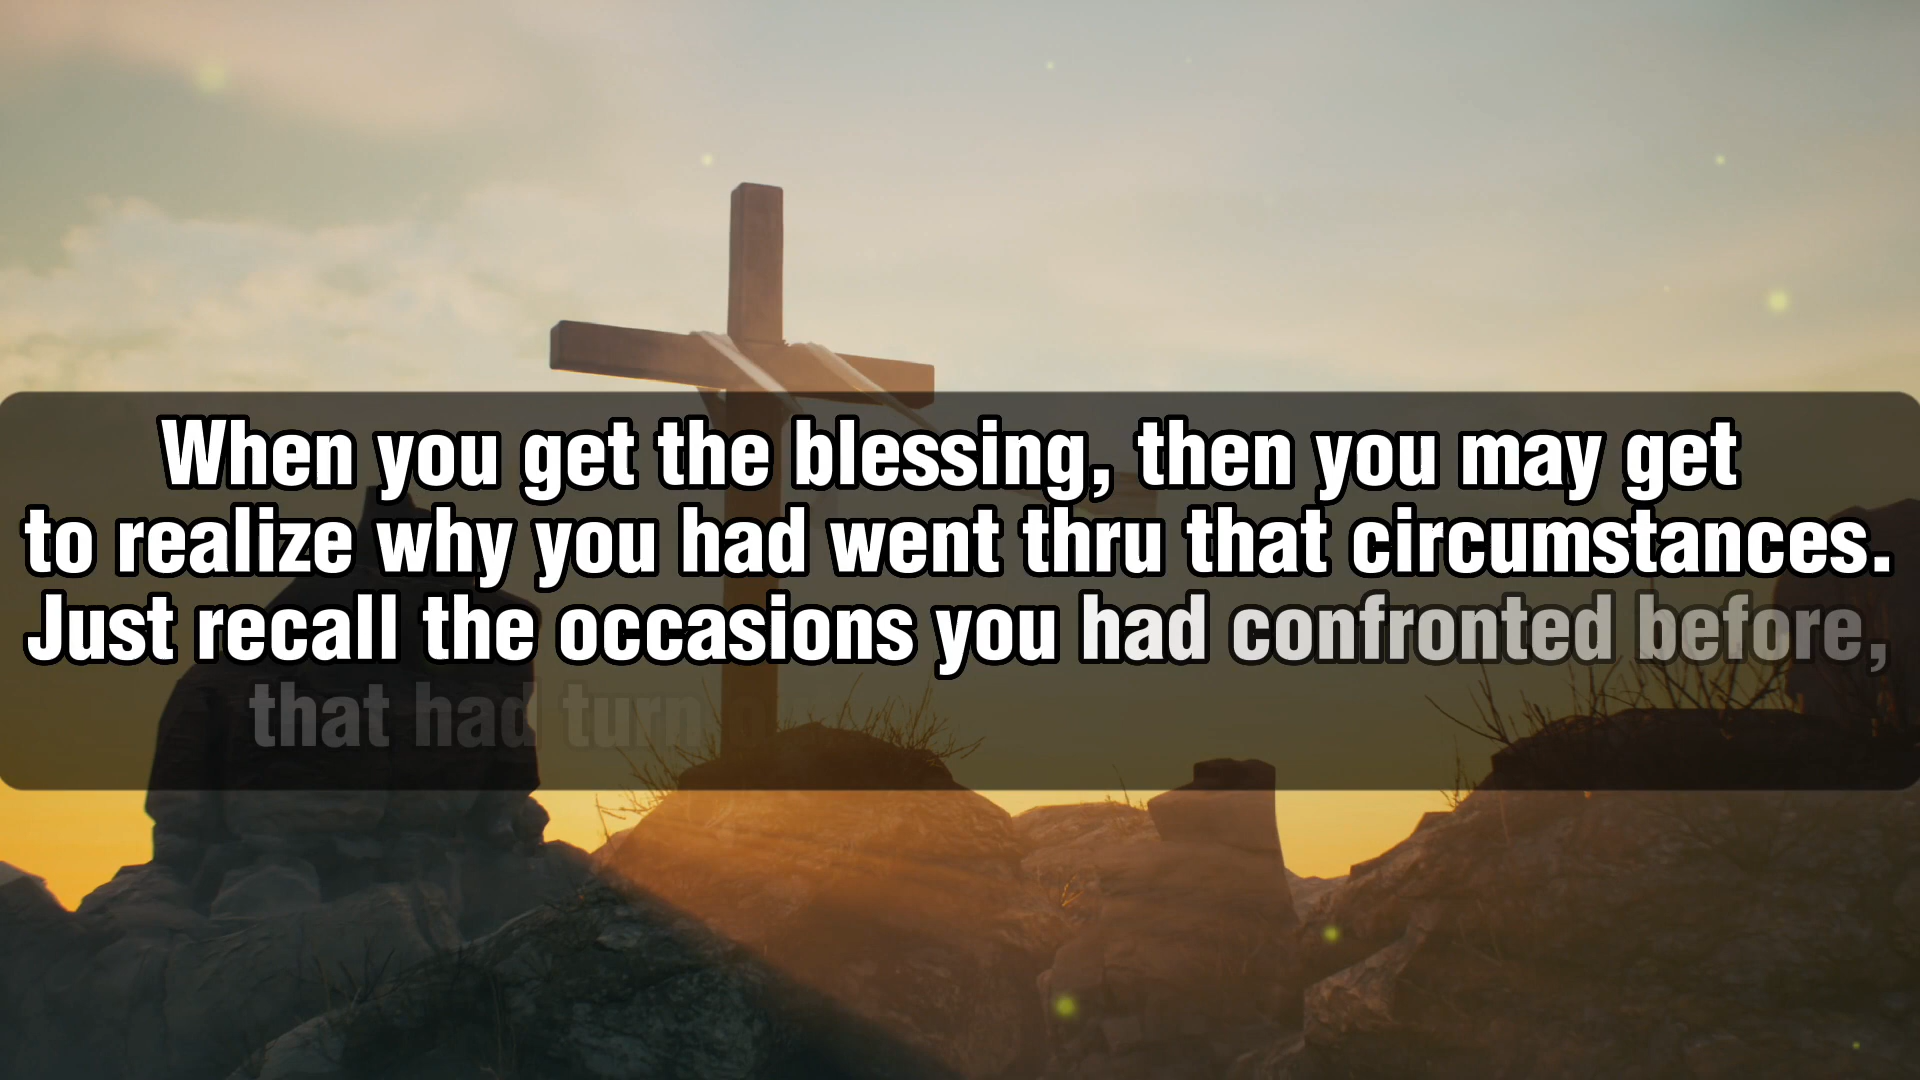 When you get the blessing, then you may get
to realize why you had went thru that circumstances.
Just recall the occasions you had confronted before,
that had turn